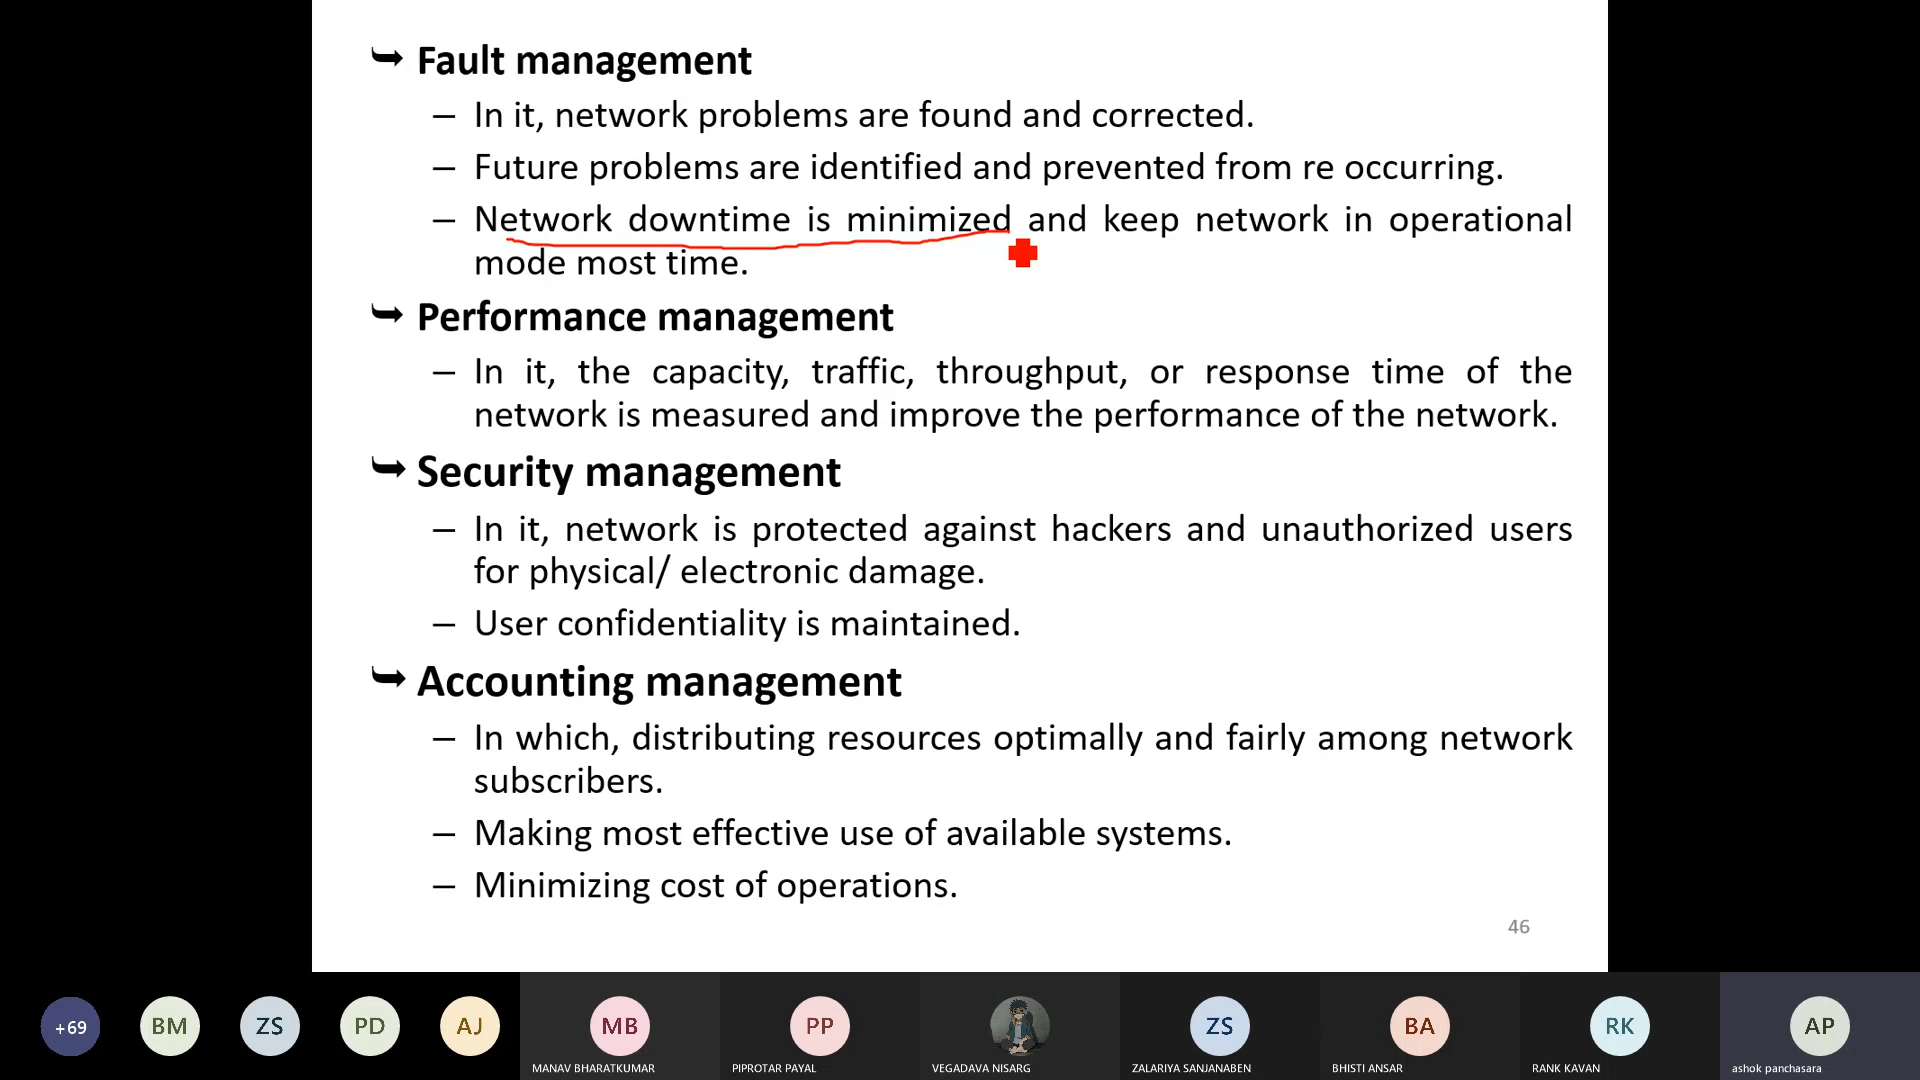 Fault management
– In it, network problems are found and corrected.
– Future problems are identified and prevented from re occurring.
– Network downtime is minimized and keep network in operational
mode most time.
Performance management
– In it, the capacity, traffic, throughput, or response time of the
network is measured and improve the performance of the network.
Security management
– In it, network is protected against hackers and unauthorized users
for physical/ electronic damage.
– User confidentiality is maintained.
Accounting management
– In which, distributing resources optimally and fairly among network
subscribers.
– Making most effective use of available systems.
– Minimizing cost of operations.
46
+69 BM ZS PD AJ MB PP ZS BA RK AP
MANAV BHARATKUMAR PIPROTAR PAYAL VEGADAVA NISARG ZALARIYA SANJANABEN BHISTI ANSAR RANK KAVAN ashok panchasara